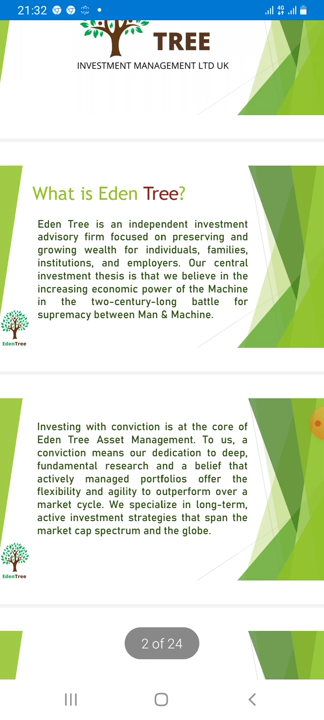 21:32
4G
TREE
INVESTMENT MANAGEMENT LTD UK
What is Eden Tree?
Eden Tree is an independent investment
advisory firm focused on preserving and
growing wealth for individuals, families,
institutions, and employers. Our central
investment thesis is that we believe in the
increasing economic power of the Machine
in the two-century-long battle for
supremacy between Man & Machine.
EdenTree
Investing with conviction is at the core of
Eden Tree Asset Management. To us, a
conviction means our dedication to deep,
fundamental research and a belief that
actively managed portfolios offer the
flexibility and agility to outperform over a
market cycle. We specialize in long-term,
active investment strategies that span the
market cap spectrum and the globe.
EdenTree
2 of 24